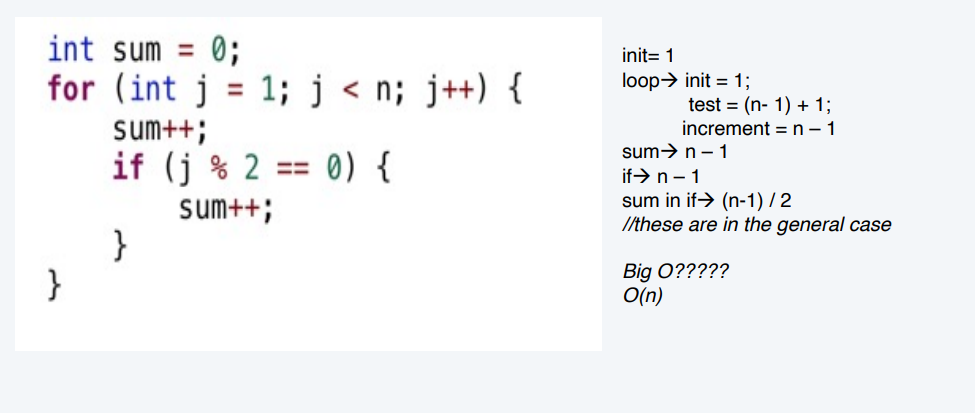 int sum = 0;
for (int j = 1; j < n; j++) {
sum++;
if (j % 2 == 0) {
sum++;
}
}
init= 1
loop→ init = 1;
test = (n- 1) + 1;
increment = n – 1
sum→ n – 1
if→ n – 1
sum in if→ (n-1) / 2
//these are in the general case
Big O?????
O(n)